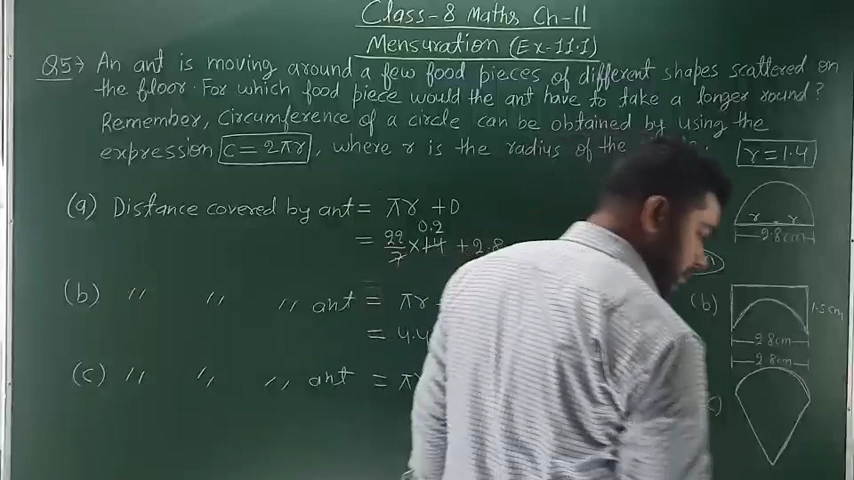 Class-8 Maths Ch-11
Mensuration (Ex-11.1)
Q5→ An ant is moving around a few food pieces of different shapes scattered on
the floor. For which food piece would the ant have to take a longer round?
Remember, Circumference of a circle can be obtained by using the
expression C = 2πr, where r is the radius of the
r = 1.4
(a) Distance covered by ant = πr + D
= 22/7 × 1.4 + 2.8
0.2
r r
2.8cm
(b) " " " ant = πr
= 4.4
(b)
1.5cm
2.8cm
(c) " " " ant = π
2.8cm